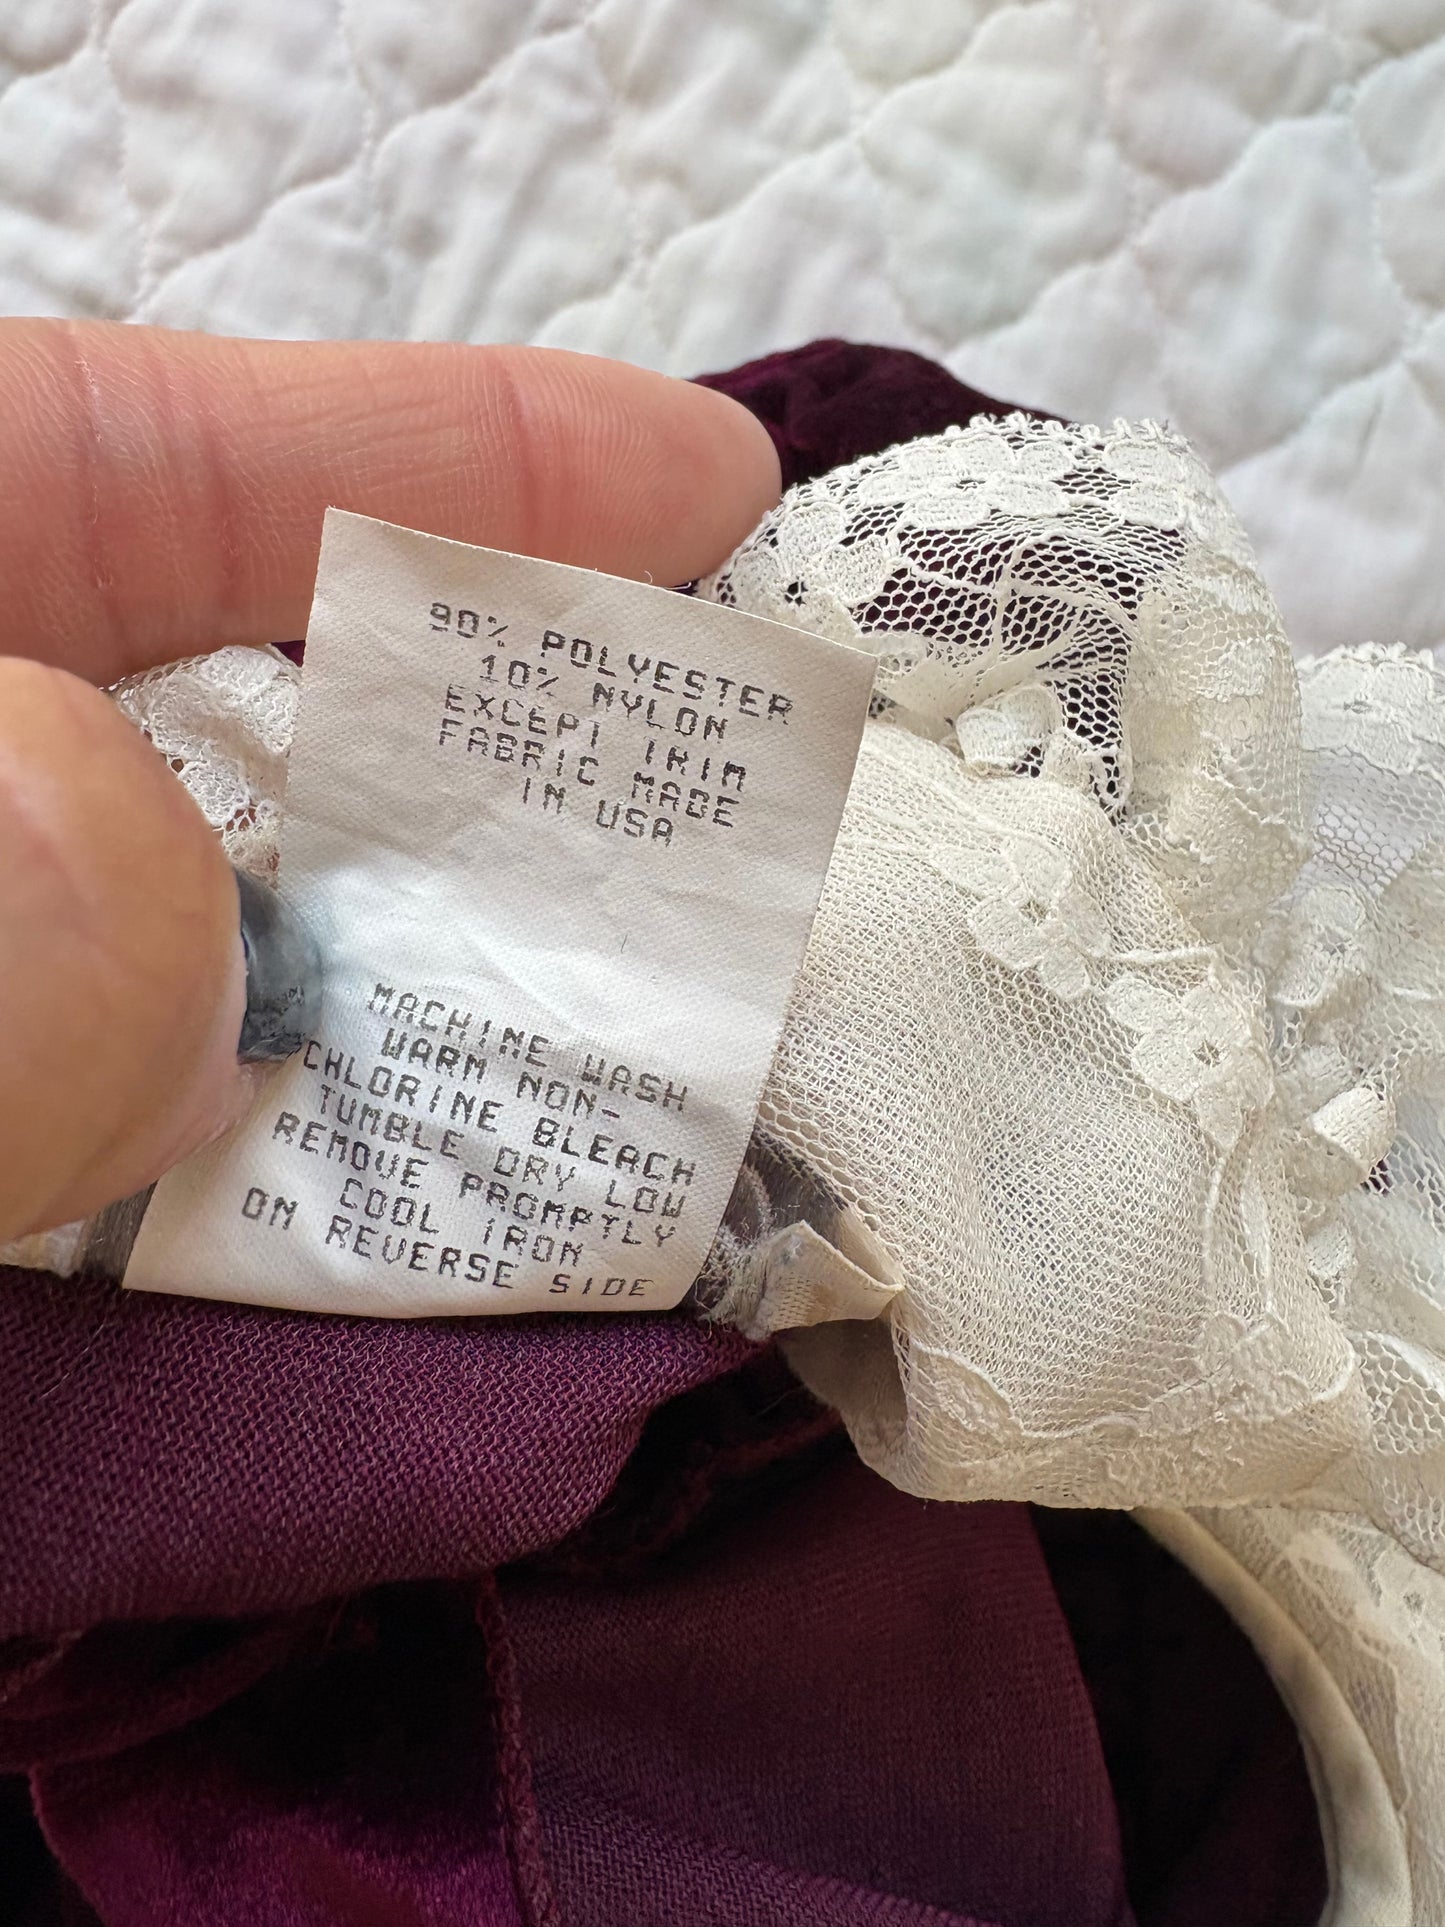 90% POLYESTER
10% NYLON
EXCEPT TRIM
FABRIC MADE
IN USA
MACHINE WASH
WARM NON-
CHLORINE BLEACH
TUMBLE DRY LOW
REMOVE PROMPTLY
COOL IRON
ON REVERSE SIDE